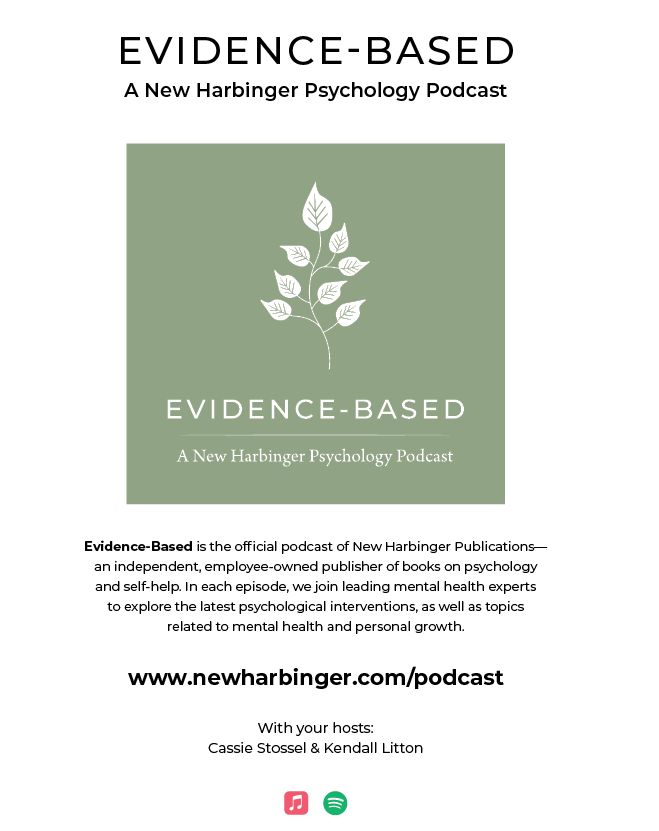 EVIDENCE-BASED
A New Harbinger Psychology Podcast
EVIDENCE-BASED
A New Harbinger Psychology Podcast
Evidence-Based is the official podcast of New Harbinger Publications—
an independent, employee-owned publisher of books on psychology
and self-help. In each episode, we join leading mental health experts
to explore the latest psychological interventions, as well as topics
related to mental health and personal growth.
www.newharbinger.com/podcast
With your hosts:
Cassie Stossel & Kendall Litton